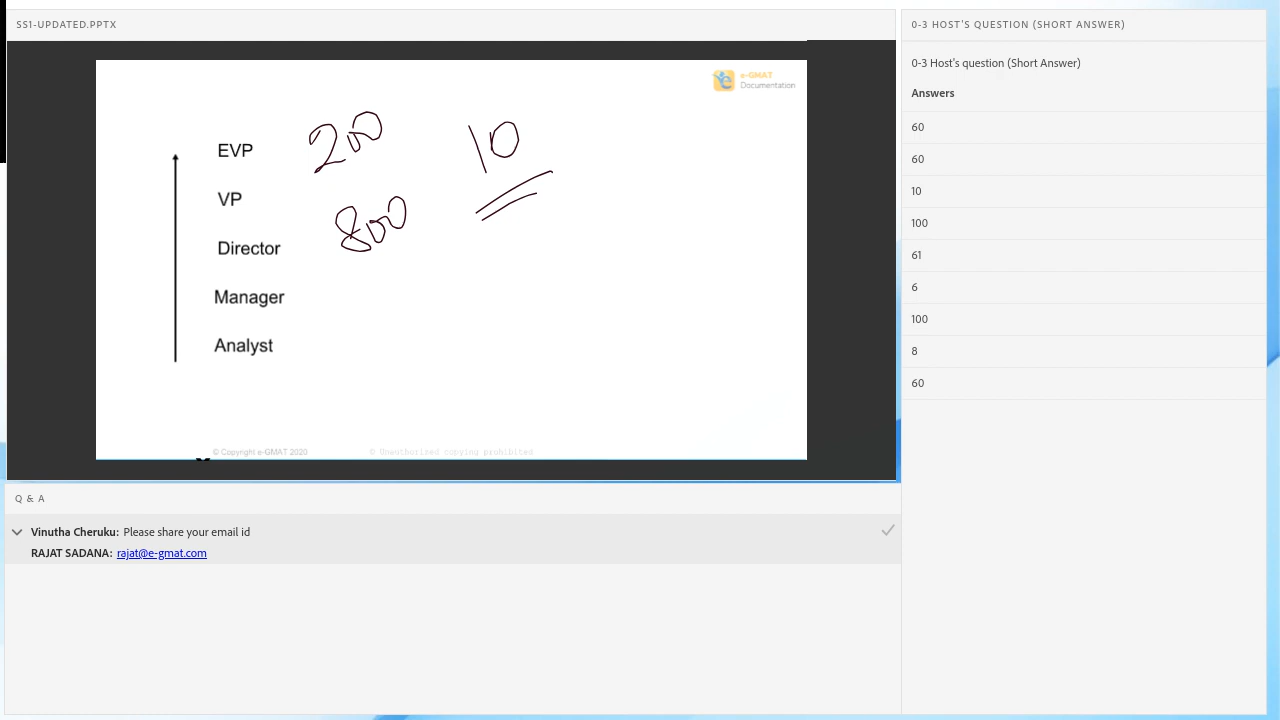 SS1-UPDATED.PPTX
e-GMAT
Documentation
EVP 200 10
VP
800
Director
Manager
Analyst
© Copyright e-GMAT 2020 © Unauthorized copying prohibited
Q & A
Vinutha Cheruku: Please share your email id
RAJAT SADANA: rajat@e-gmat.com
0-3 HOST'S QUESTION (SHORT ANSWER)
0-3 Host's question (Short Answer)
Answers
60
60
10
100
61
6
100
8
60